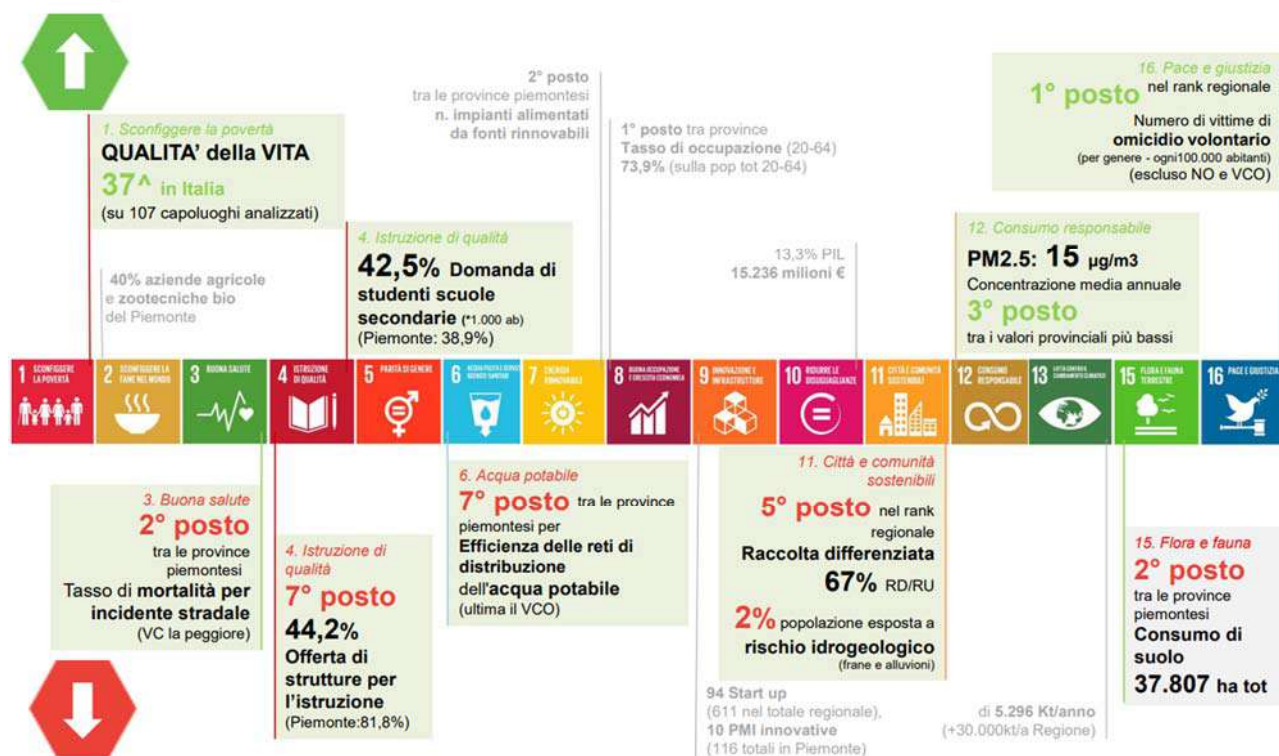 2° posto
tra le province piemontesi
n. impianti alimentati
da fonti rinnovabili
16. Pace e giustizia
1° posto nel rank regionale
Numero di vittime di
omicidio volontario
(per genere - ogni100.000 abitanti)
(escluso NO e VCO)
1. Sconfiggere la povertà
QUALITA' della VITA
37^ in Italia
(su 107 capoluoghi analizzati)
1° posto tra province
Tasso di occupazione (20-64)
73,9% (sulla pop tot 20-64)
4. Istruzione di qualità
42,5% Domanda di
studenti scuole
secondarie (*1.000 ab)
(Piemonte: 38,9%)
12. Consumo responsabile
PM2.5: 15 µg/m3
Concentrazione media annuale
3° posto
tra i valori provinciali più bassi
40% aziende agricole
e zootecniche bio
del Piemonte
13,3% PIL
15.236 milioni €
1 SCONFIGGERE
LA POVERTÀ
2 SCONFIGGERE LA
FAME NEL MONDO
3 BUONA SALUTE
4 ISTRUZIONE
DI QUALITÀ
5 PARITÀ DI GENERE
6 ACQUA PULITA E SERVIZI
IGIENICO SANITARI
7 ENERGIA
RINNOVABILE
8 BUONA OCCUPAZIONE
E CRESCITA ECONOMICA
9 INNOVAZIONE E
INFRASTRUTTURE
10 RIDURRE LE
DISUGUAGLIANZE
11 CITTÀ E COMUNITÀ
SOSTENIBILI
12 CONSUMO
RESPONSABILE
13 LOTTA CONTRO IL
CAMBIAMENTO CLIMATICO
15 FLORA E FAUNA
TERRESTRE
16 PACE E GIUSTIZIA
3. Buona salute
2° posto
tra le province
piemontesi
Tasso di mortalità per
incidente stradale
(VC la peggiore)
4. Istruzione di
qualità
7° posto
44,2%
Offerta di
strutture per
l'istruzione
(Piemonte:81,8%)
6. Acqua potabile
7° posto tra le province
piemontesi per
Efficienza delle reti di
distribuzione
dell'acqua potabile
(ultima il VCO)
11. Città e comunità
sostenibili
5° posto nel rank
regionale
Raccolta differenziata
67% RD/RU
2% popolazione esposta a
rischio idrogeologico
(frane e alluvioni)
15. Flora e fauna
2° posto
tra le province
piemontesi
Consumo di
suolo
37.807 ha tot
94 Start up
(611 nel totale regionale),
10 PMI innovative
(116 totali in Piemonte)
di 5.296 Kt/anno
(+30.000kt/a Regione)